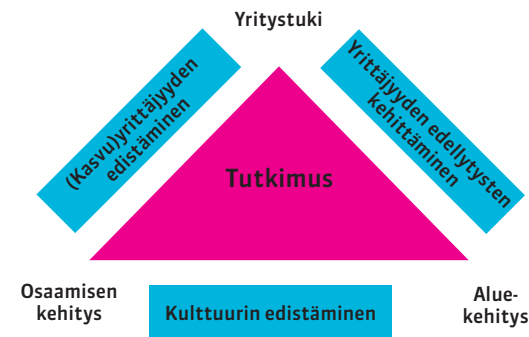 Yritystuki
(Kasvu)yrittäjyyden
edistäminen
Yrittäjyyden edellytysten
kehittäminen
Tutkimus
Osaamisen
kehitys
Kulttuurin edistäminen
Alue-
kehitys